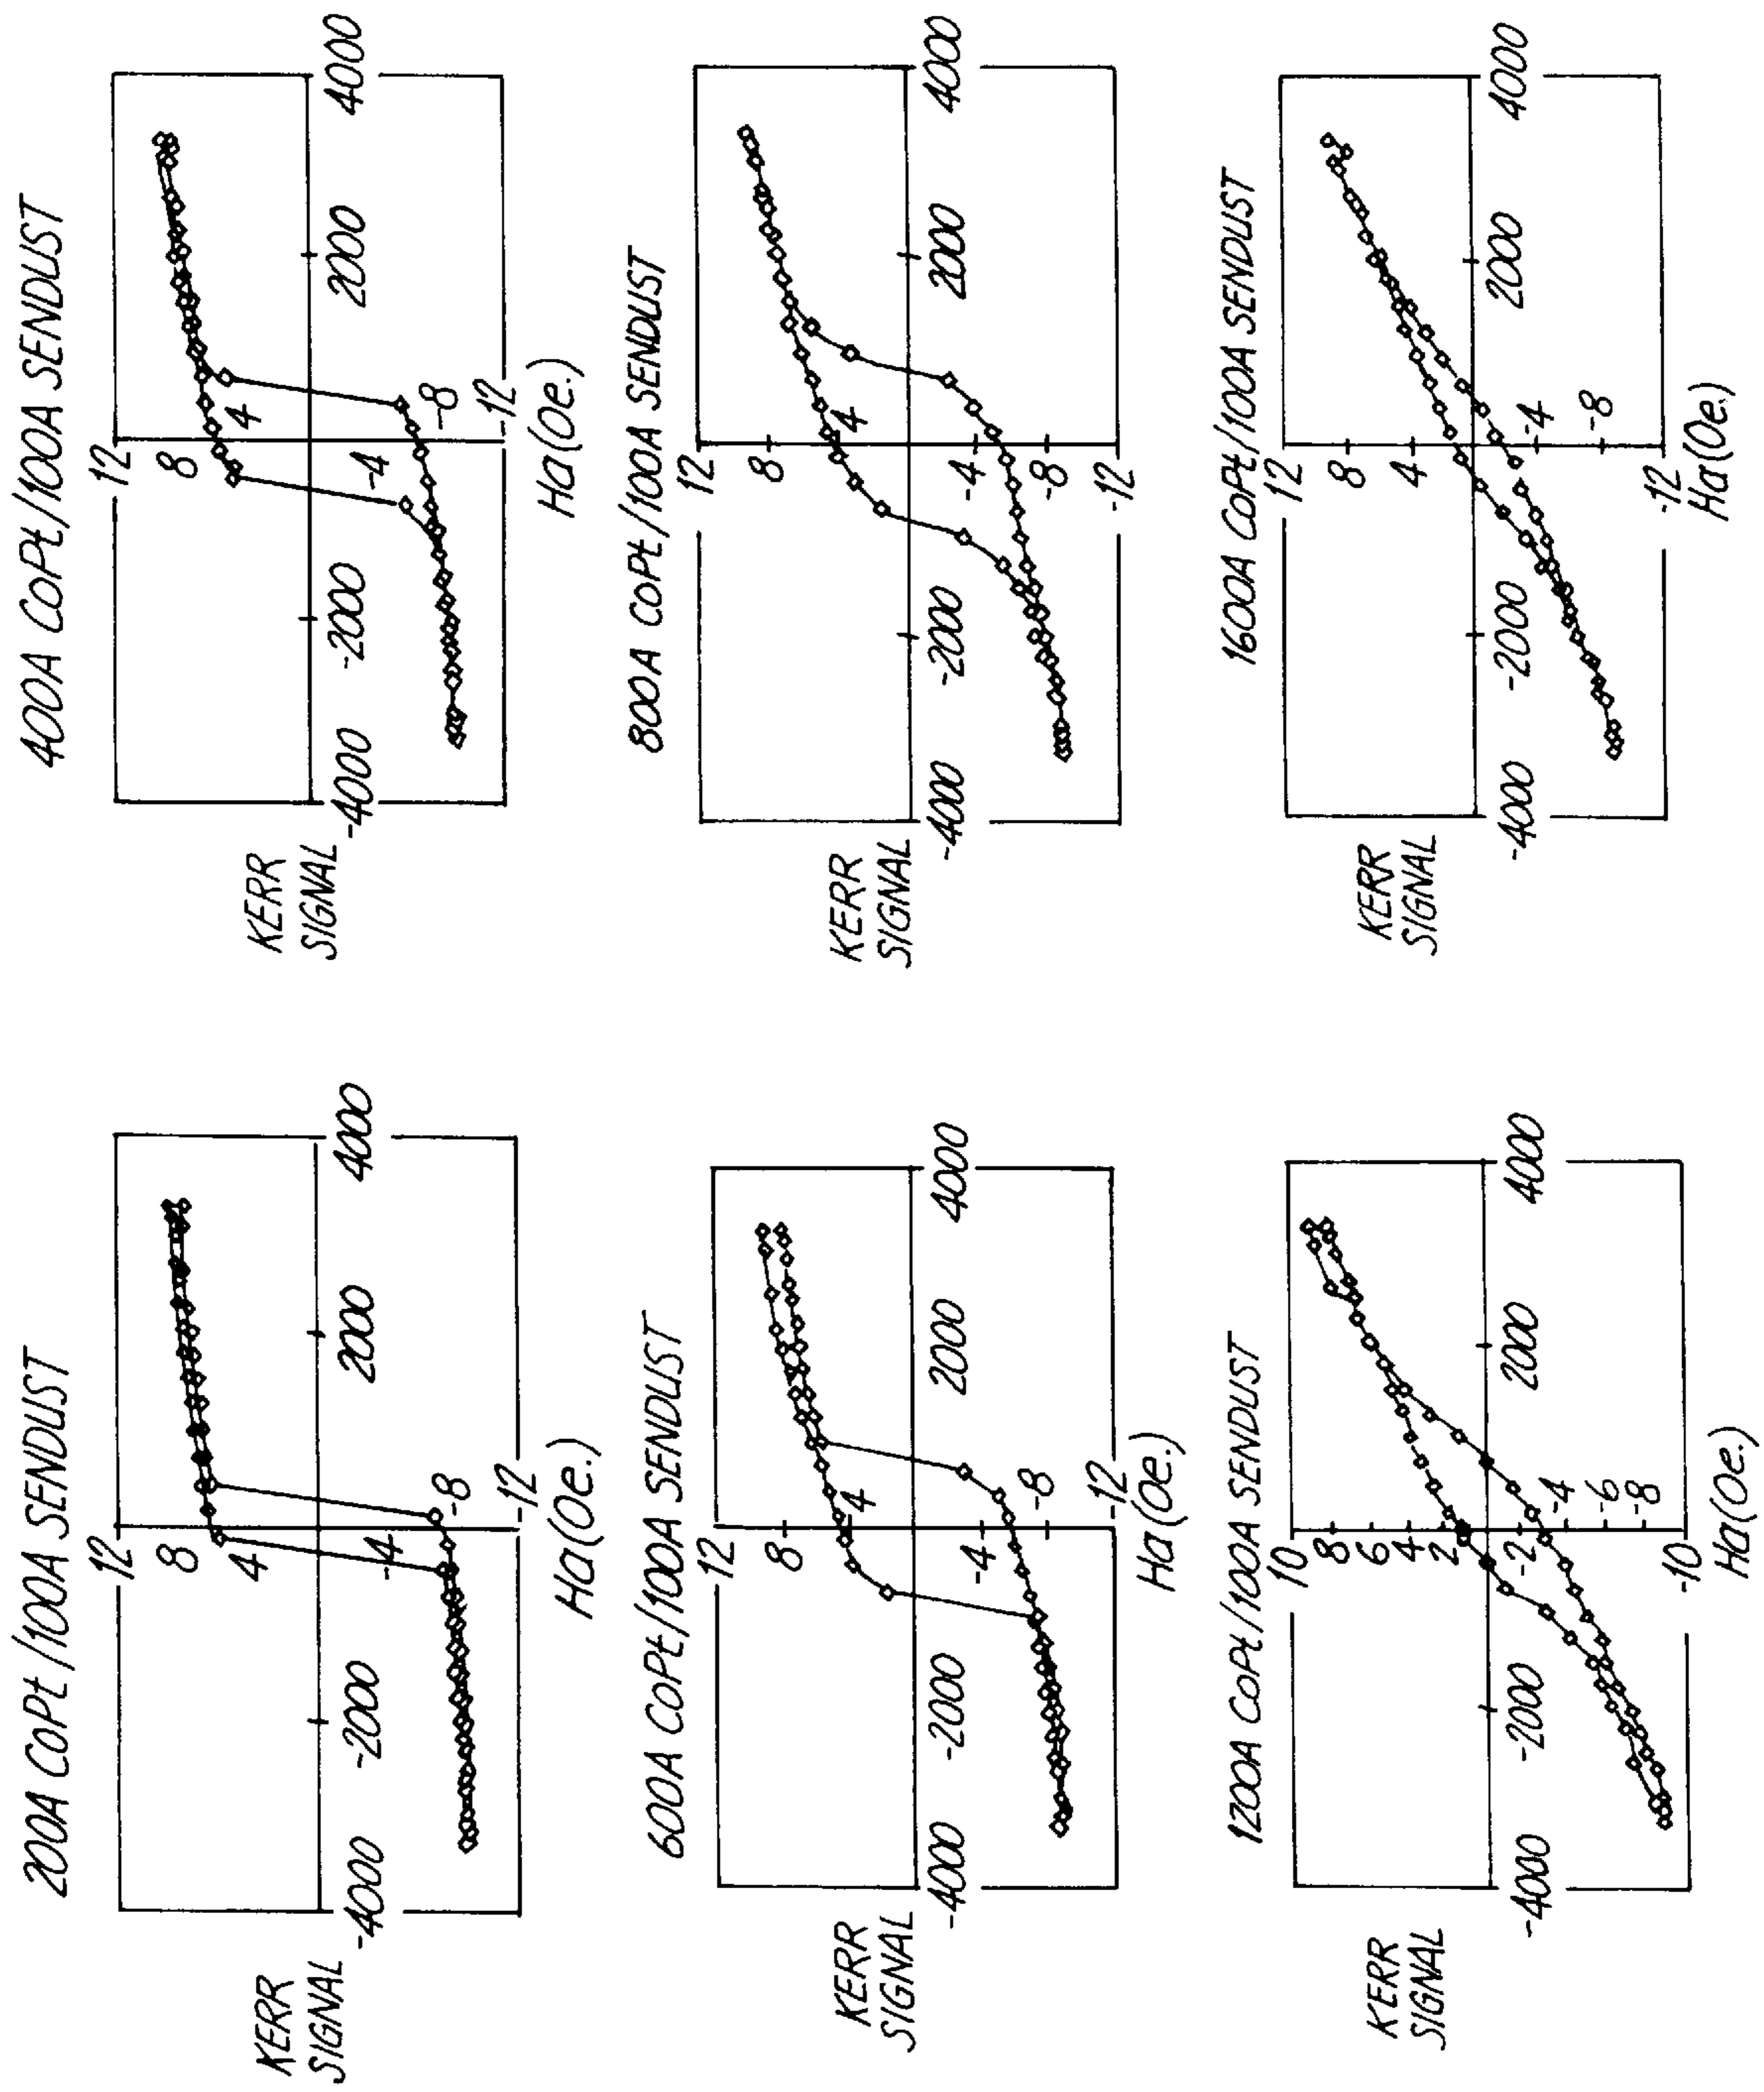 200A CoPt/100A SENDUST
KERR
SIGNAL
12
8
4
-4
-8
-12
-4000
-2000
2000
4000
Ha(Oe.)
400A CoPt/100A SENDUST
KERR
SIGNAL
12
8
4
-4
-8
-12
-4000
-2000
2000
4000
Ha(Oe.)
600A CoPt/100A SENDUST
KERR
SIGNAL
12
8
4
-4
-8
-12
-4000
-2000
2000
4000
Ha(Oe.)
800A CoPt/100A SENDUST
KERR
SIGNAL
12
8
4
-4
-8
-12
-4000
-2000
2000
4000
1200A CoPt/100A SENDUST
KERR
SIGNAL
10
8
6
4
2
-2
-4
-6
-8
-10
-4000
-2000
2000
4000
Ha(Oe.)
1600A CoPt/100A SENDUST
KERR
SIGNAL
12
8
4
-4
-8
-12
-4000
-2000
2000
4000
Ha(Oe.)